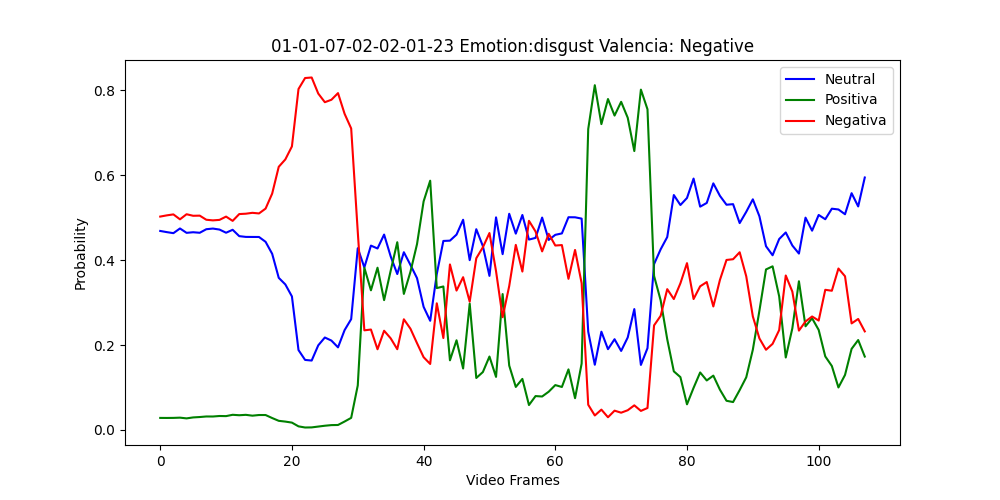 01-01-07-02-02-01-23 Emotion:disgust Valencia: Negative
Neutral
Positiva
Negativa
Probability
0.8
0.6
0.4
0.2
0.0
0 20 40 60 80 100
Video Frames